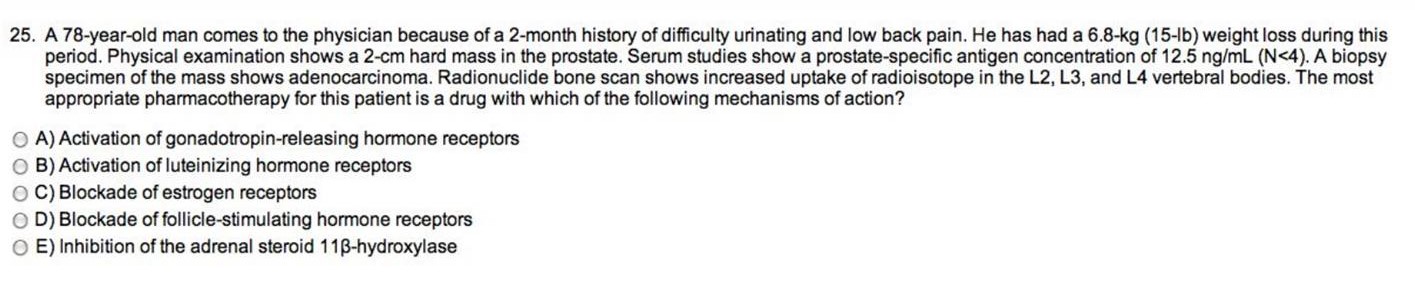 25. A 78-year-old man comes to the physician because of a 2-month history of difficulty urinating and low back pain. He has had a 6.8-kg (15-lb) weight loss during this
period. Physical examination shows a 2-cm hard mass in the prostate. Serum studies show a prostate-specific antigen concentration of 12.5 ng/mL (N<4). A biopsy
specimen of the mass shows adenocarcinoma. Radionuclide bone scan shows increased uptake of radioisotope in the L2, L3, and L4 vertebral bodies. The most
appropriate pharmacotherapy for this patient is a drug with which of the following mechanisms of action?
A) Activation of gonadotropin-releasing hormone receptors
B) Activation of luteinizing hormone receptors
C) Blockade of estrogen receptors
D) Blockade of follicle-stimulating hormone receptors
E) Inhibition of the adrenal steroid 11β-hydroxylase